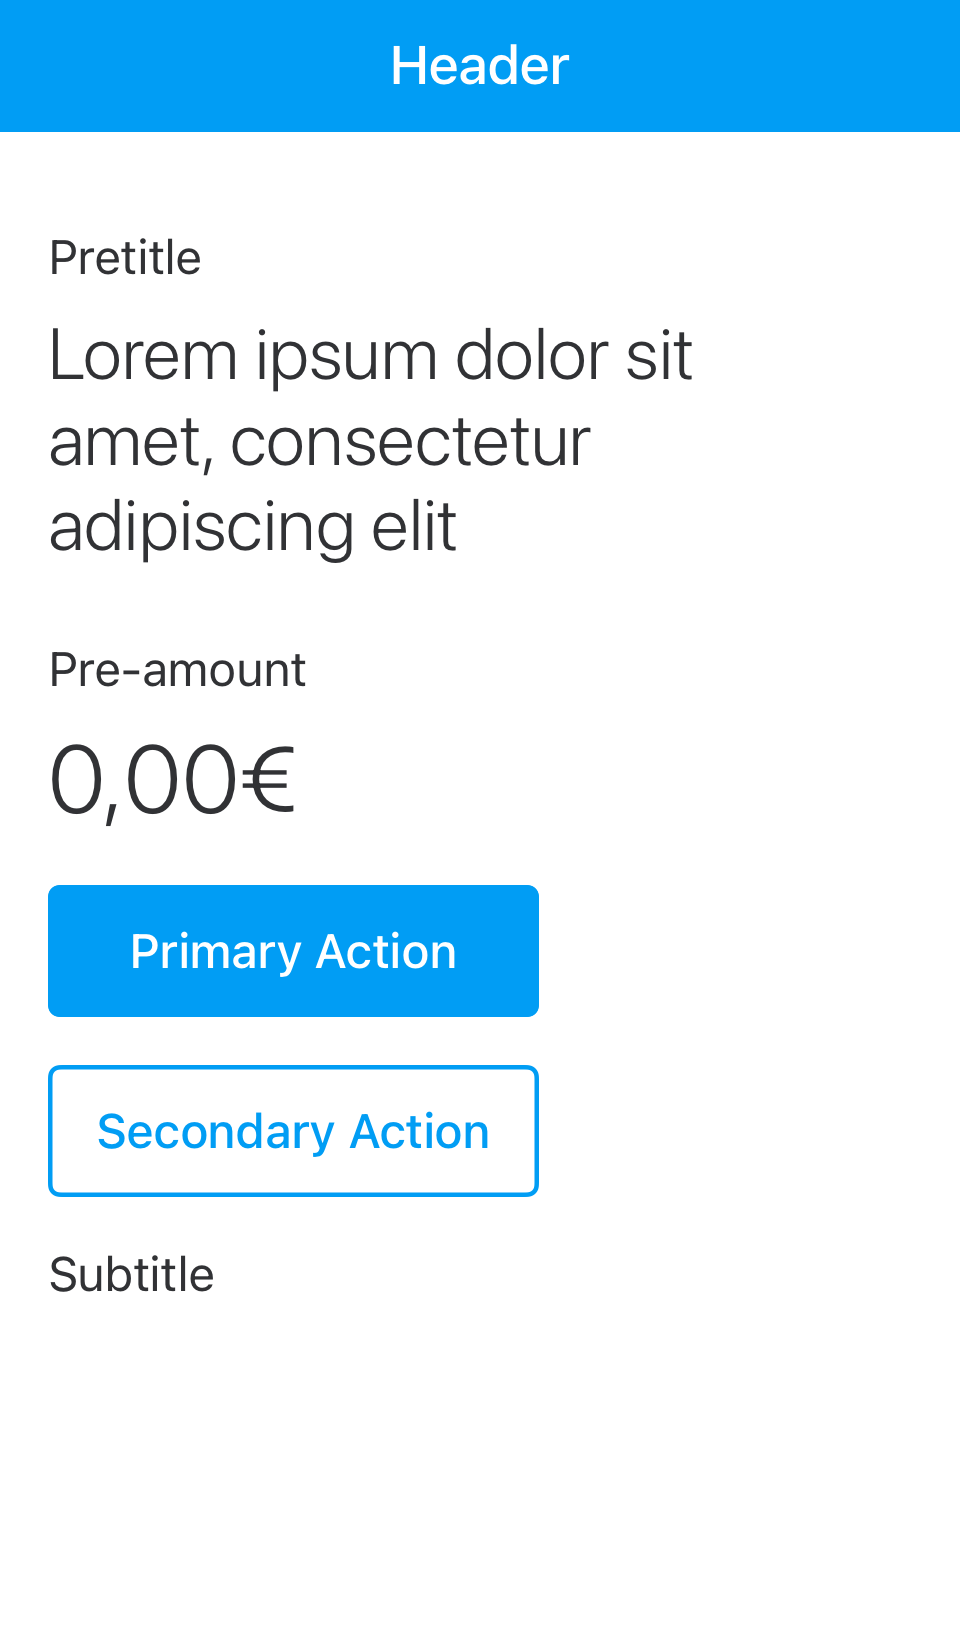 Header
Pretitle
Lorem ipsum dolor sit
amet, consectetur
adipiscing elit
Pre-amount
0,00€
Primary Action
Secondary Action
Subtitle